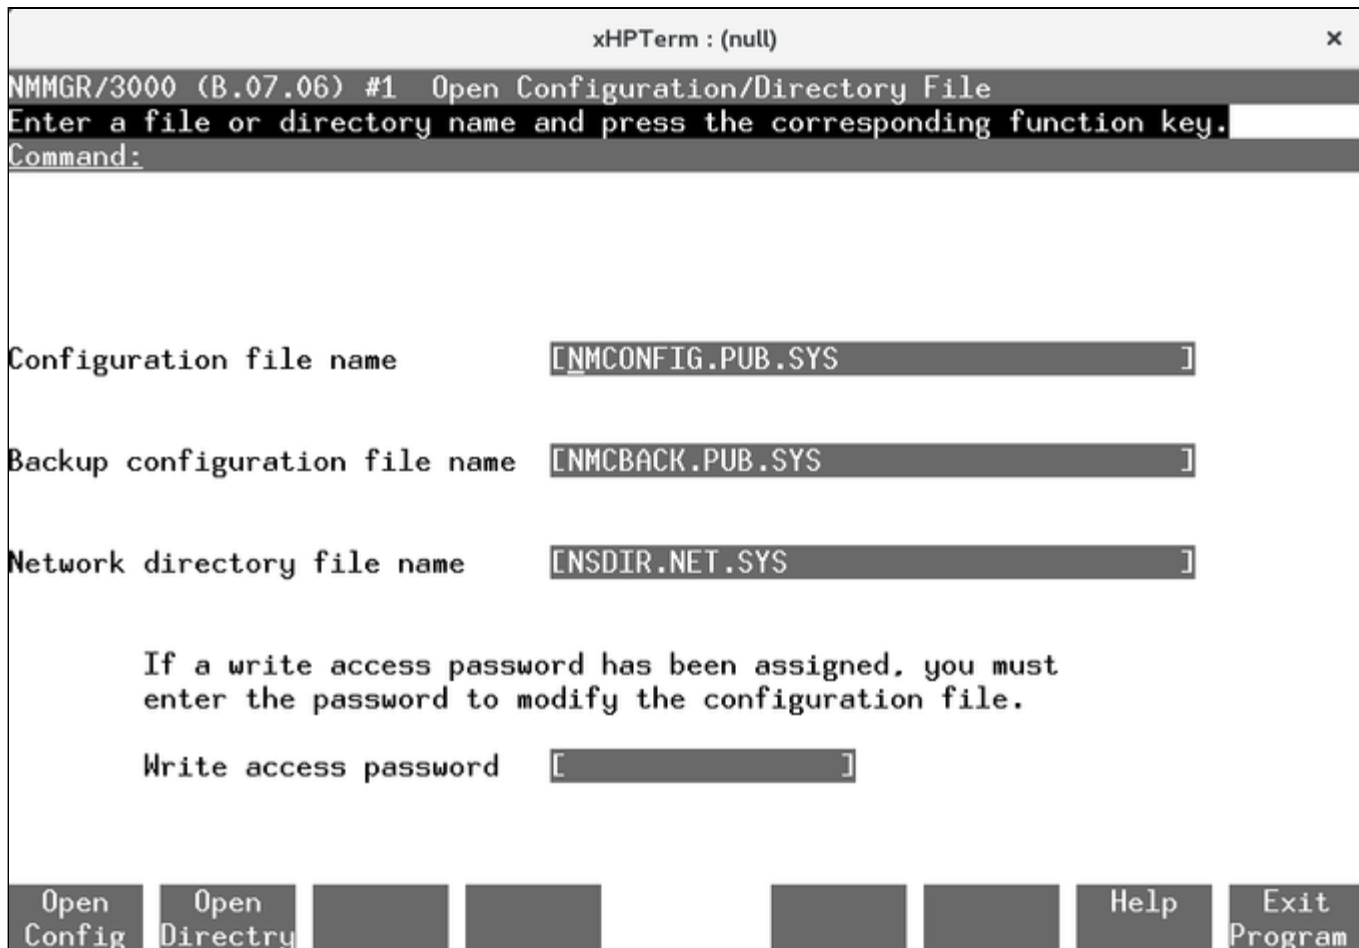 xHPTerm : (null) ×
NMMGR/3000 (B.07.06) #1 Open Configuration/Directory File
Enter a file or directory name and press the corresponding function key.
Command:
Configuration file name [NMCONFIG.PUB.SYS ]
Backup configuration file name [NMCBACK.PUB.SYS ]
Network directory file name [NSDIR.NET.SYS ]
If a write access password has been assigned, you must
enter the password to modify the configuration file.
Write access password [ ]
Open Open Help Exit
Config Directry Program